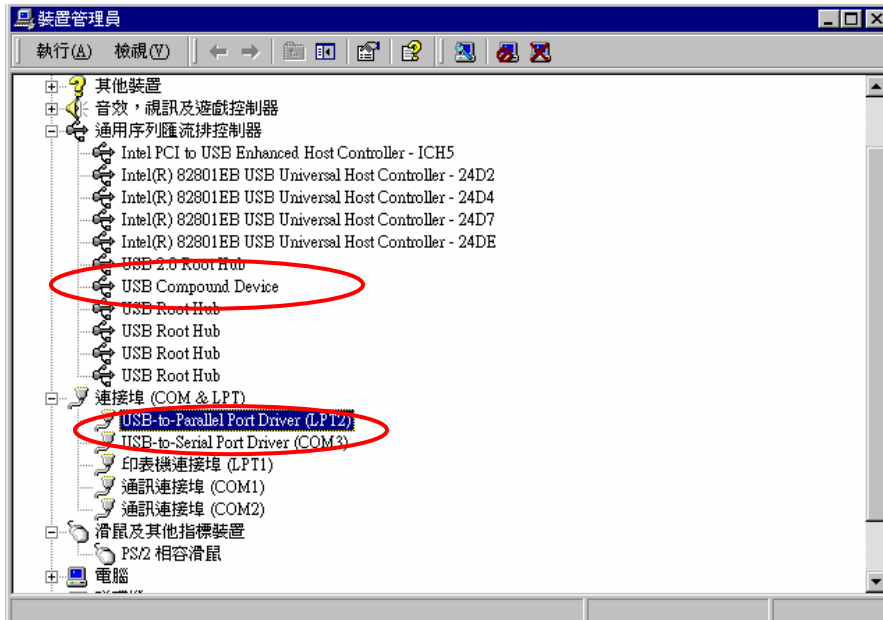 裝置管理員
執行(A) 檢視(V)
其他裝置
音效，視訊及遊戲控制器
通用序列匯流排控制器
Intel PCI to USB Enhanced Host Controller - ICH5
Intel(R) 82801EB USB Universal Host Controller - 24D2
Intel(R) 82801EB USB Universal Host Controller - 24D4
Intel(R) 82801EB USB Universal Host Controller - 24D7
Intel(R) 82801EB USB Universal Host Controller - 24DE
USB 2.0 Root Hub
USB Compound Device
USB Root Hub
USB Root Hub
USB Root Hub
USB Root Hub
連接埠 (COM & LPT)
USB-to-Parallel Port Driver (LPT2)
USB-to-Serial Port Driver (COM3)
印表機連接埠 (LPT1)
通訊連接埠 (COM1)
通訊連接埠 (COM2)
滑鼠及其他指標裝置
PS/2 相容滑鼠
電腦